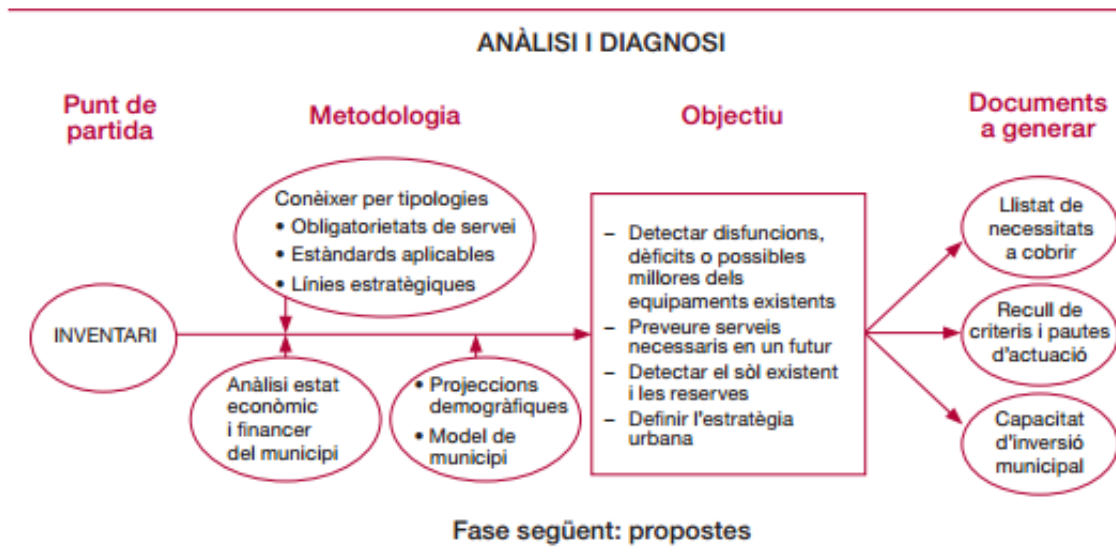 ANÀLISI I DIAGNOSI
Punt de
partida
Metodologia
Objectiu
Documents
a generar
Conèixer per tipologies
• Obligatorietats de servei
• Estàndards aplicables
• Línies estratègiques
INVENTARI
Anàlisi estat
econòmic
i financer
del municipi
• Projeccions
demogràfiques
• Model de
municipi
– Detectar disfuncions,
dèficits o possibles
millores dels
equipaments existents
– Preveure serveis
necessaris en un futur
– Detectar el sòl existent
i les reserves
– Definir l'estratègia
urbana
Llistat de
necessitats
a cobrir
Recull de
criteris i pautes
d'actuació
Capacitat
d'inversió
municipal
Fase següent: propostes